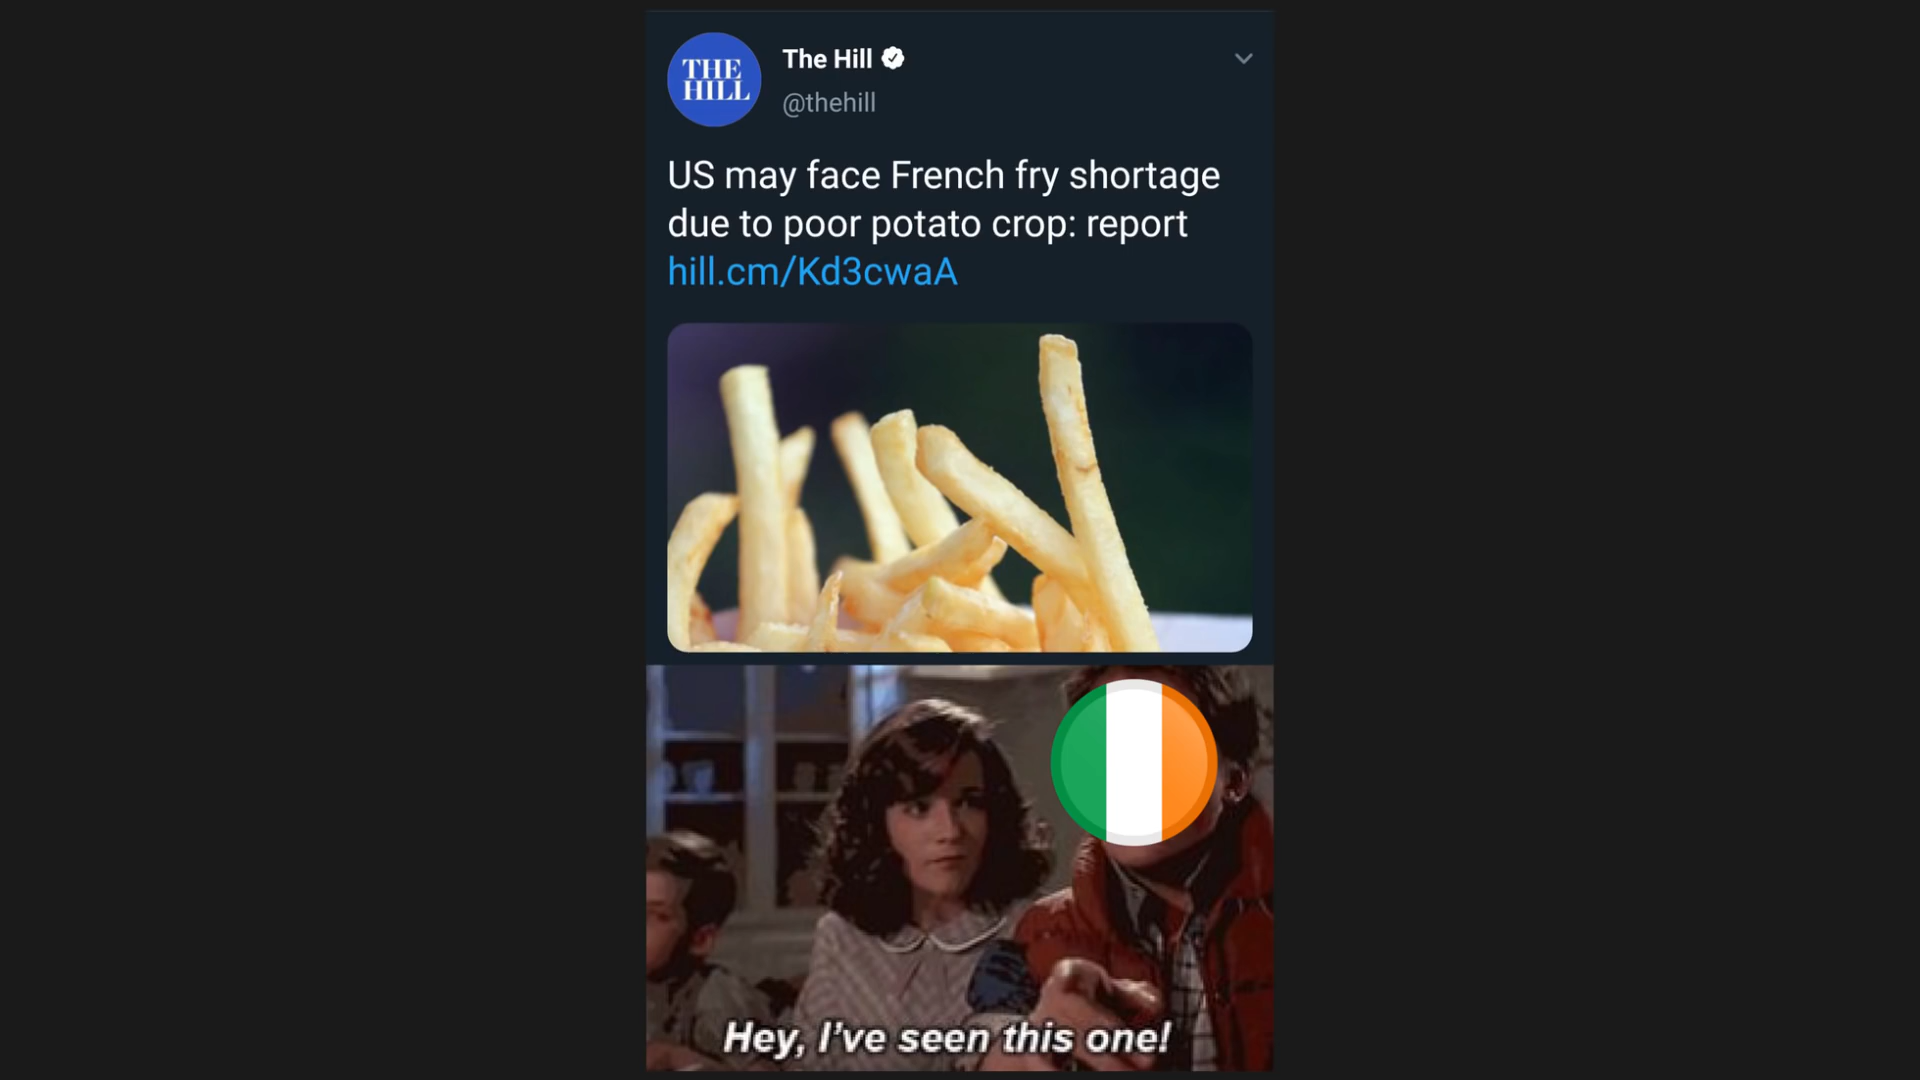 THE
HILL
The Hill
@thehill
US may face French fry shortage
due to poor potato crop: report
hill.cm/Kd3cwaA
Hey, I've seen this one!